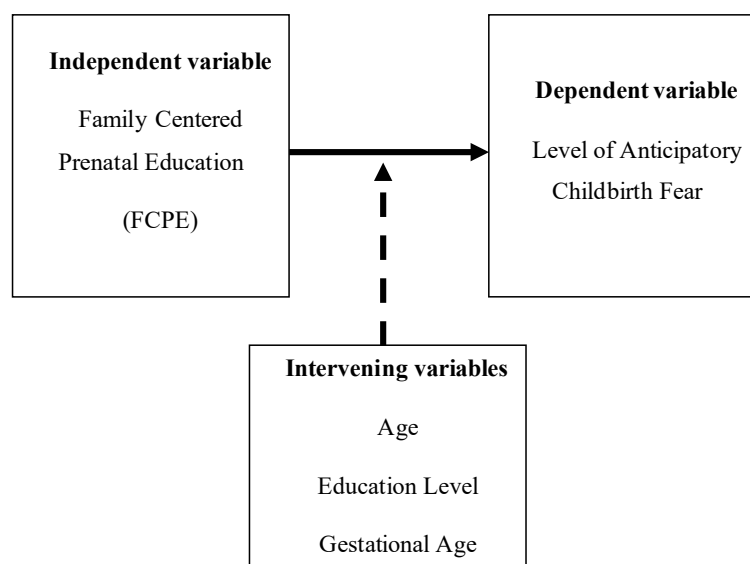 Independent variable
Family Centered
Prenatal Education
(FCPE)
Dependent variable
Level of Anticipatory
Childbirth Fear
Intervening variables
Age
Education Level
Gestational Age